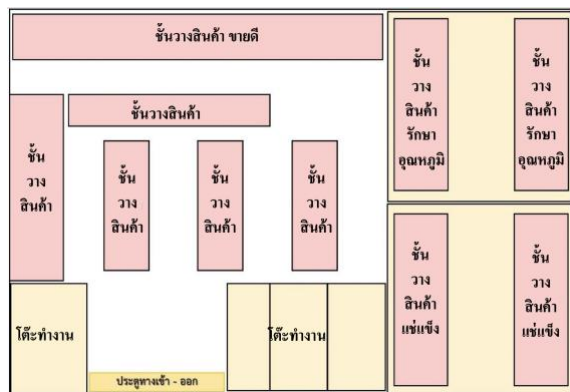 ชั้นวางสินค้า ขายดี
ชั้น
วาง
สินค้า
รักษา
อุณหภูมิ
ชั้น
วาง
สินค้า
รักษา
อุณหภูมิ
ชั้นวางสินค้า
ชั้น
วาง
สินค้า
ชั้น
วาง
สินค้า
ชั้น
วาง
สินค้า
ชั้น
วาง
สินค้า
ชั้น
วาง
สินค้า
แช่แข็ง
ชั้น
วาง
สินค้า
แช่แข็ง
โต๊ะทำงาน
โต๊ะทำงาน
ประตูทางเข้า - ออก